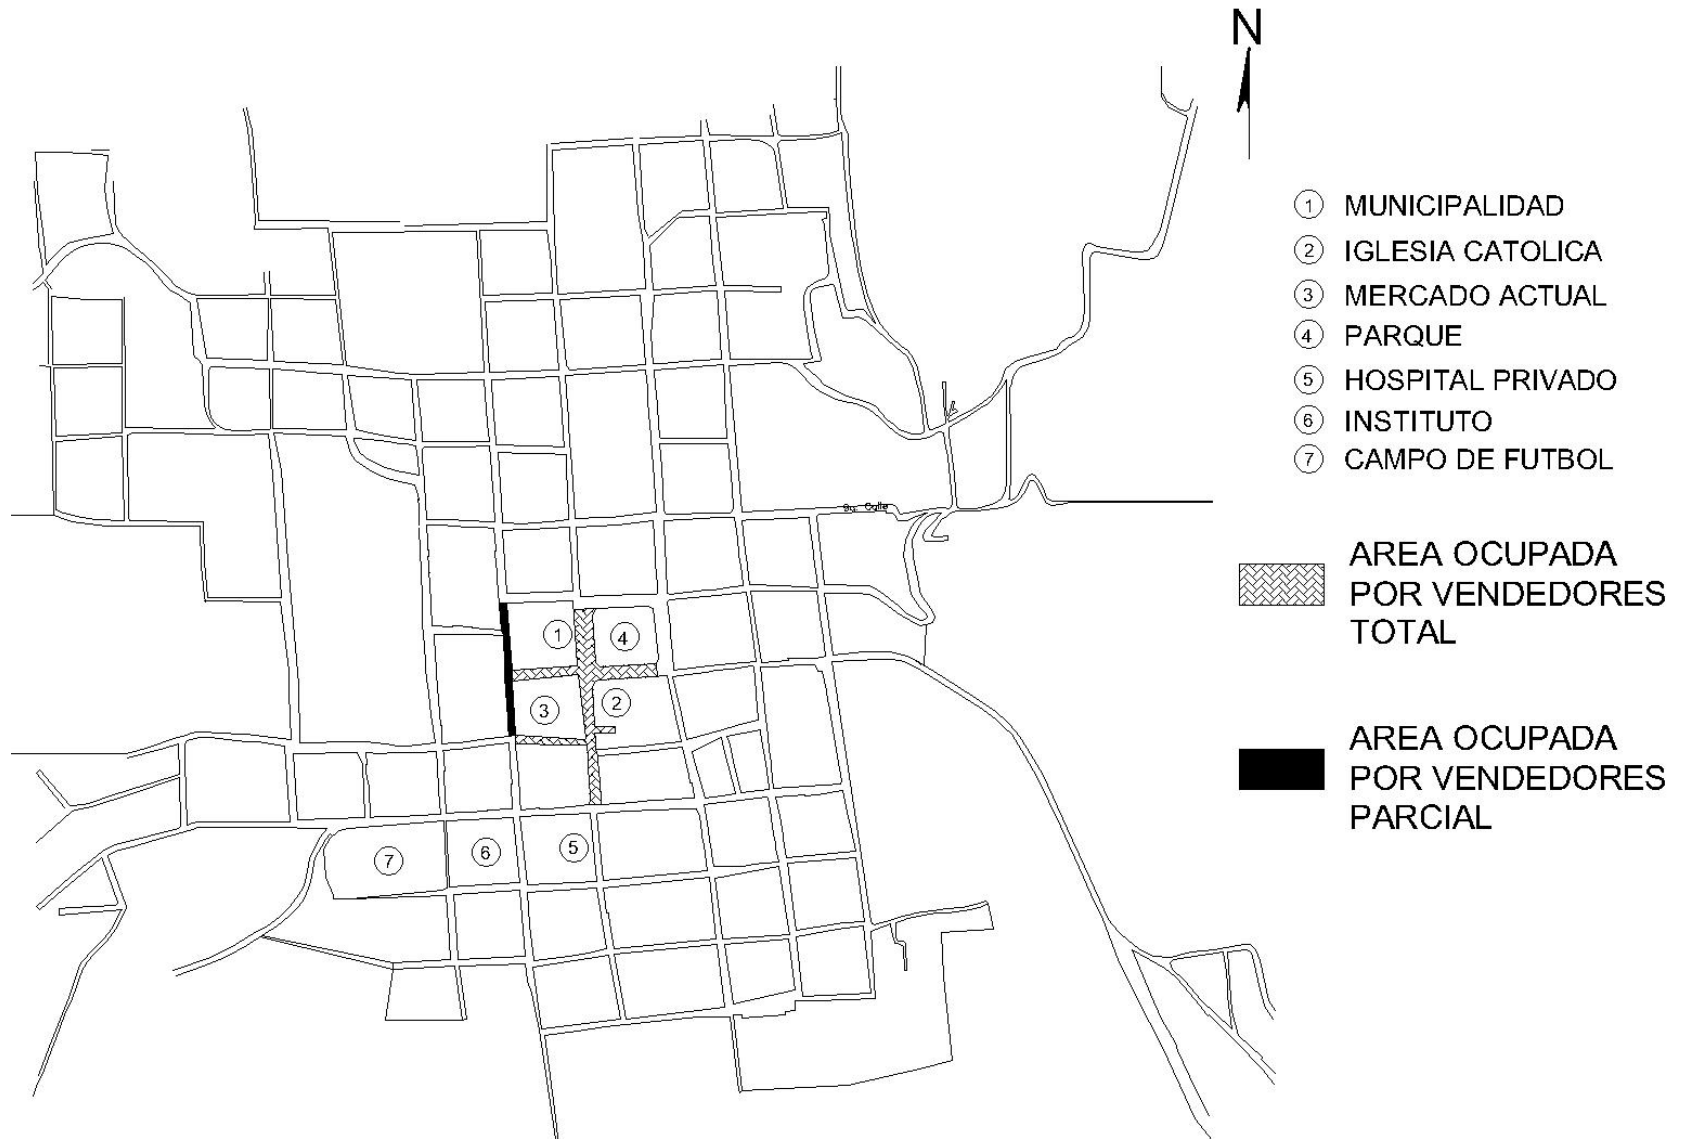 N
1 MUNICIPALIDAD
2 IGLESIA CATOLICA
3 MERCADO ACTUAL
4 PARQUE
5 HOSPITAL PRIVADO
6 INSTITUTO
7 CAMPO DE FUTBOL
AREA OCUPADA
POR VENDEDORES
TOTAL
AREA OCUPADA
POR VENDEDORES
PARCIAL
1
4
2
3
5
6
7